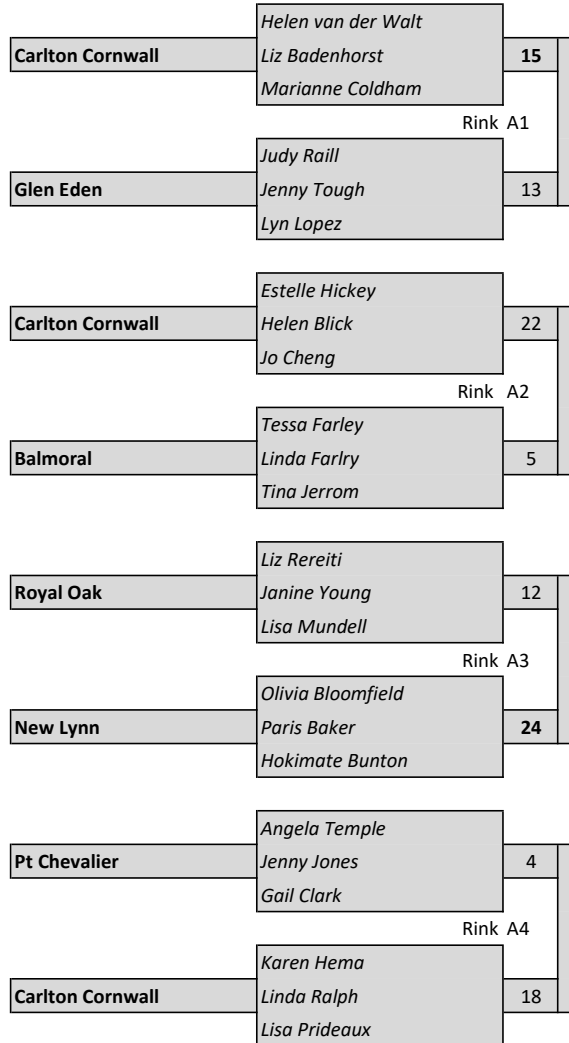 Helen van der Walt
Carlton Cornwall Liz Badenhorst 15
Marianne Coldham
Rink A1
Judy Raill
Glen Eden Jenny Tough 13
Lyn Lopez
Estelle Hickey
Carlton Cornwall Helen Blick 22
Jo Cheng
Rink A2
Tessa Farley
Balmoral Linda Farlry 5
Tina Jerrom
Liz Rereiti
Royal Oak Janine Young 12
Lisa Mundell
Rink A3
Olivia Bloomfield
New Lynn Paris Baker 24
Hokimate Bunton
Angela Temple
Pt Chevalier Jenny Jones 4
Gail Clark
Rink A4
Karen Hema
Carlton Cornwall Linda Ralph 18
Lisa Prideaux